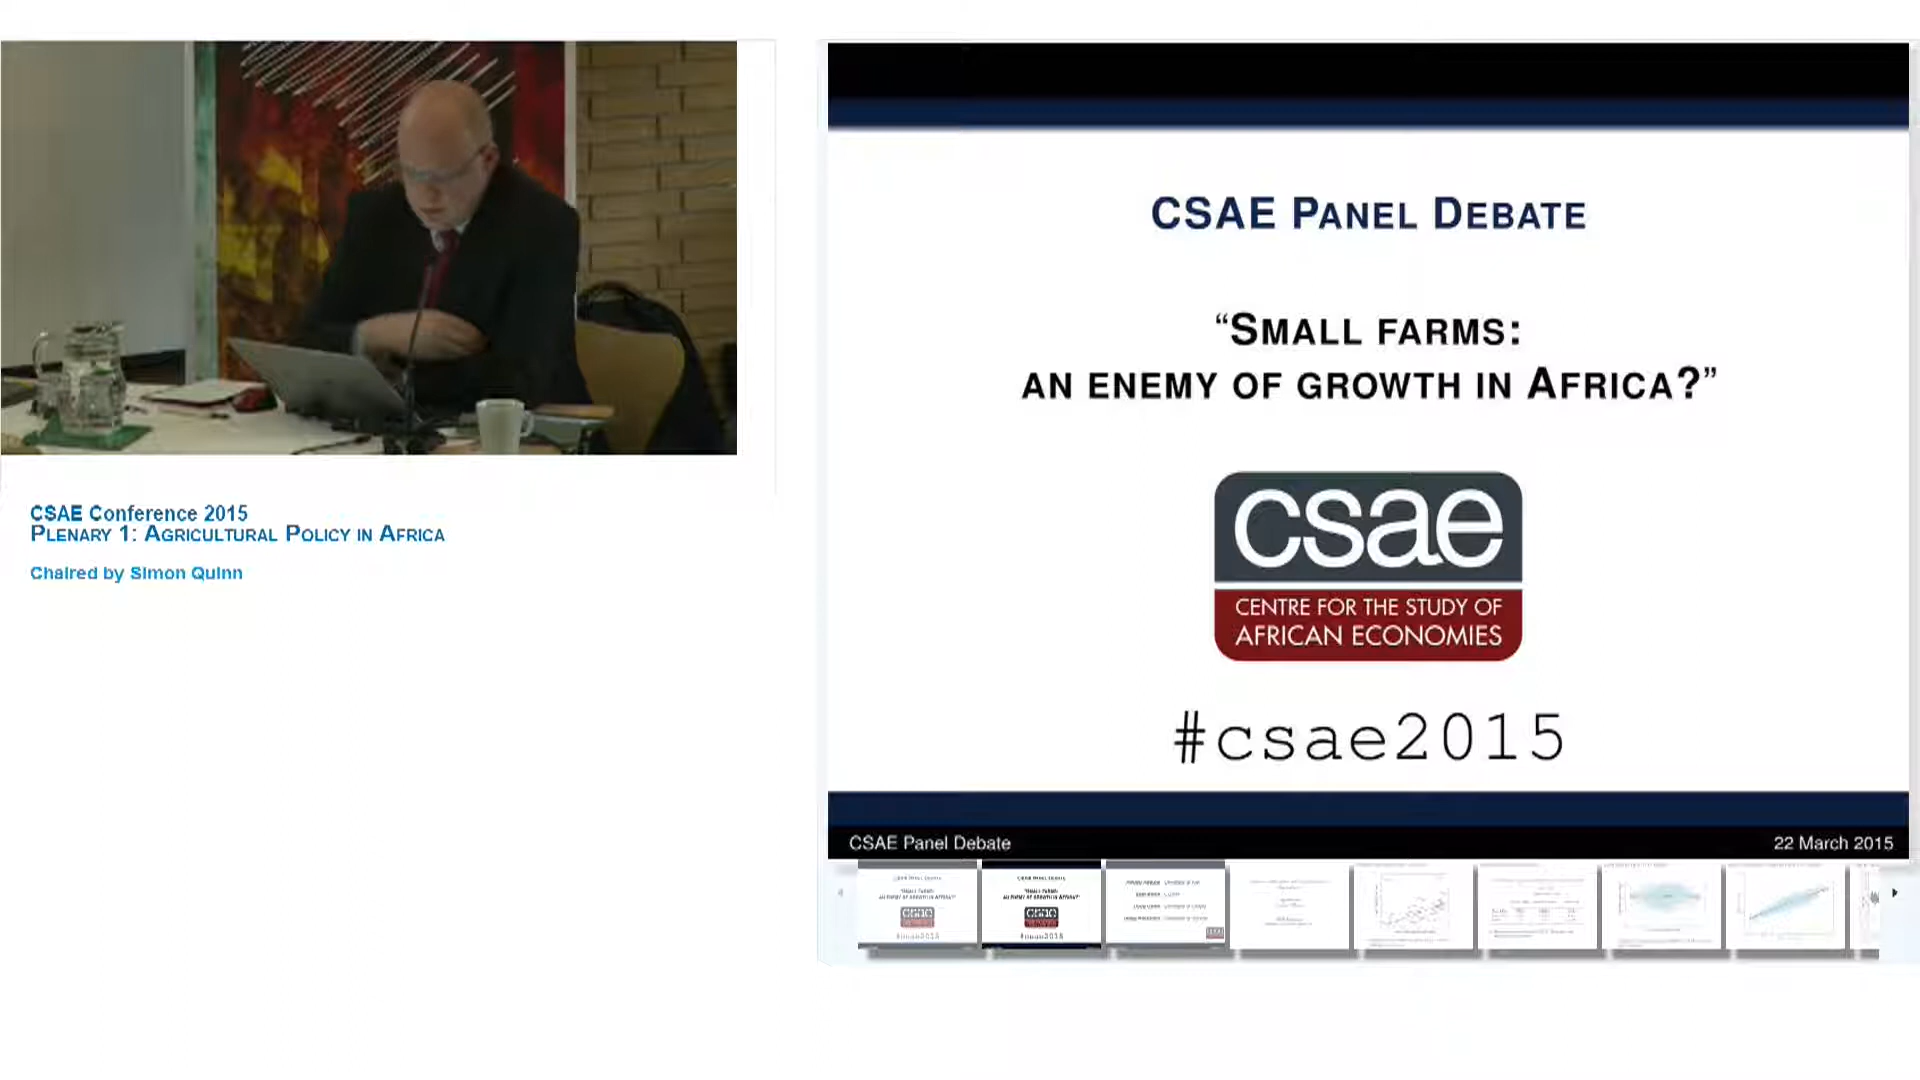 CSAE Conference 2015
PLENARY 1: AGRICULTURAL POLICY IN AFRICA
Chaired by Simon Quinn
CSAE PANEL DEBATE
“SMALL FARMS:
AN ENEMY OF GROWTH IN AFRICA?”
csae
CENTRE FOR THE STUDY OF
AFRICAN ECONOMIES
#csae2015
CSAE Panel Debate
22 March 2015